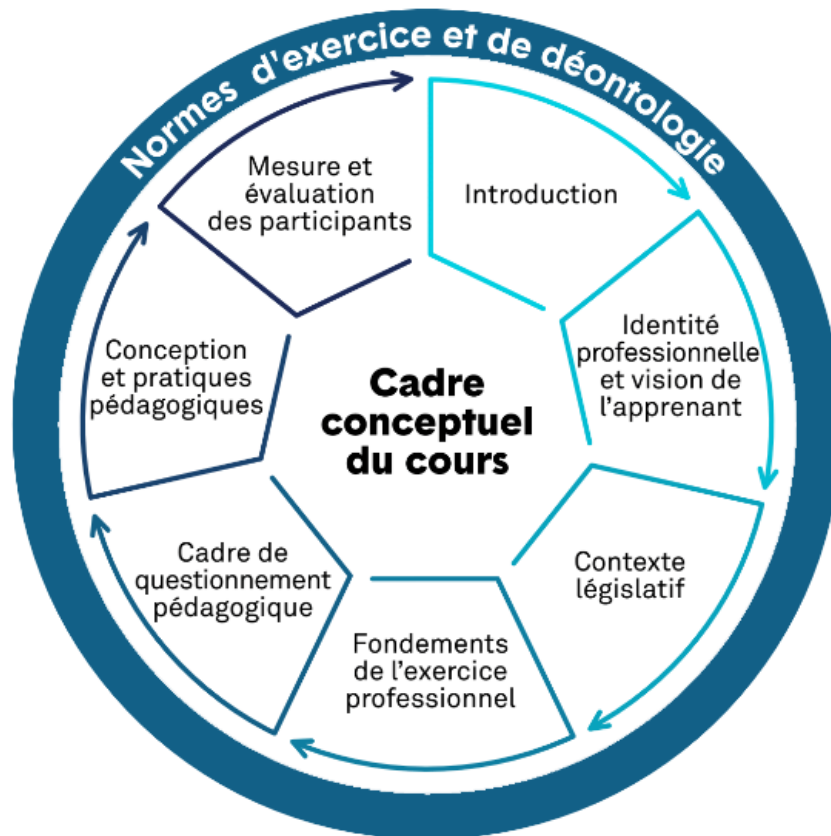 Normes d'exercice et de déontologie
Mesure et
évaluation
des participants
Introduction
Identité
professionnelle
et vision de
l'apprenant
Contexte
législatif
Fondements
de l'exercice
professionnel
Cadre de
questionnement
pédagogique
Conception
et pratiques
pédagogiques
Cadre
conceptuel
du cours